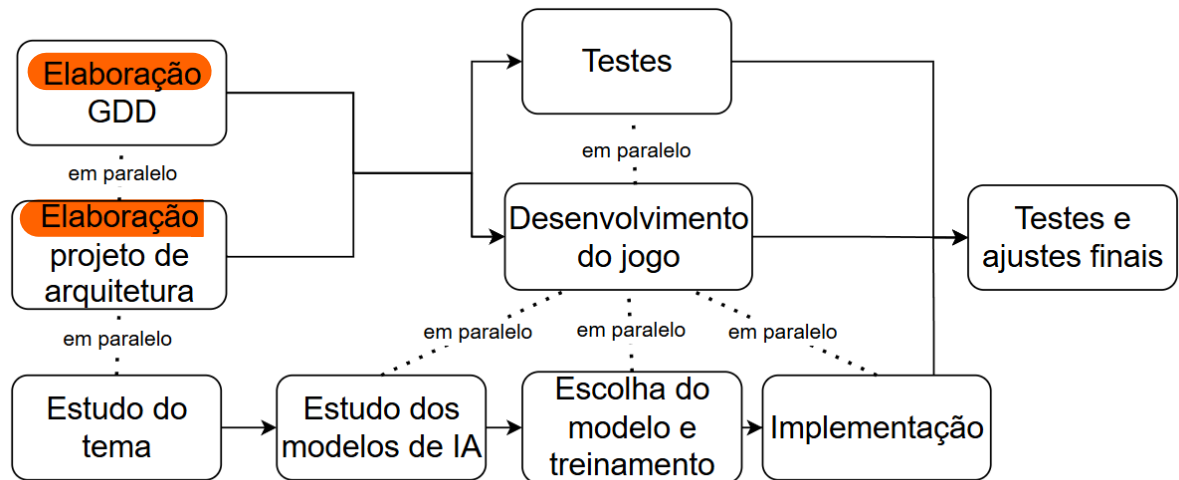 Elaboração
GDD
em paralelo
Elaboração
projeto de
arquitetura
em paralelo
Estudo do
tema
Testes
em paralelo
Desenvolvimento
do jogo
em paralelo
em paralelo
em paralelo
Estudo dos
modelos de IA
Escolha do
modelo e
treinamento
Implementação
Testes e
ajustes finais